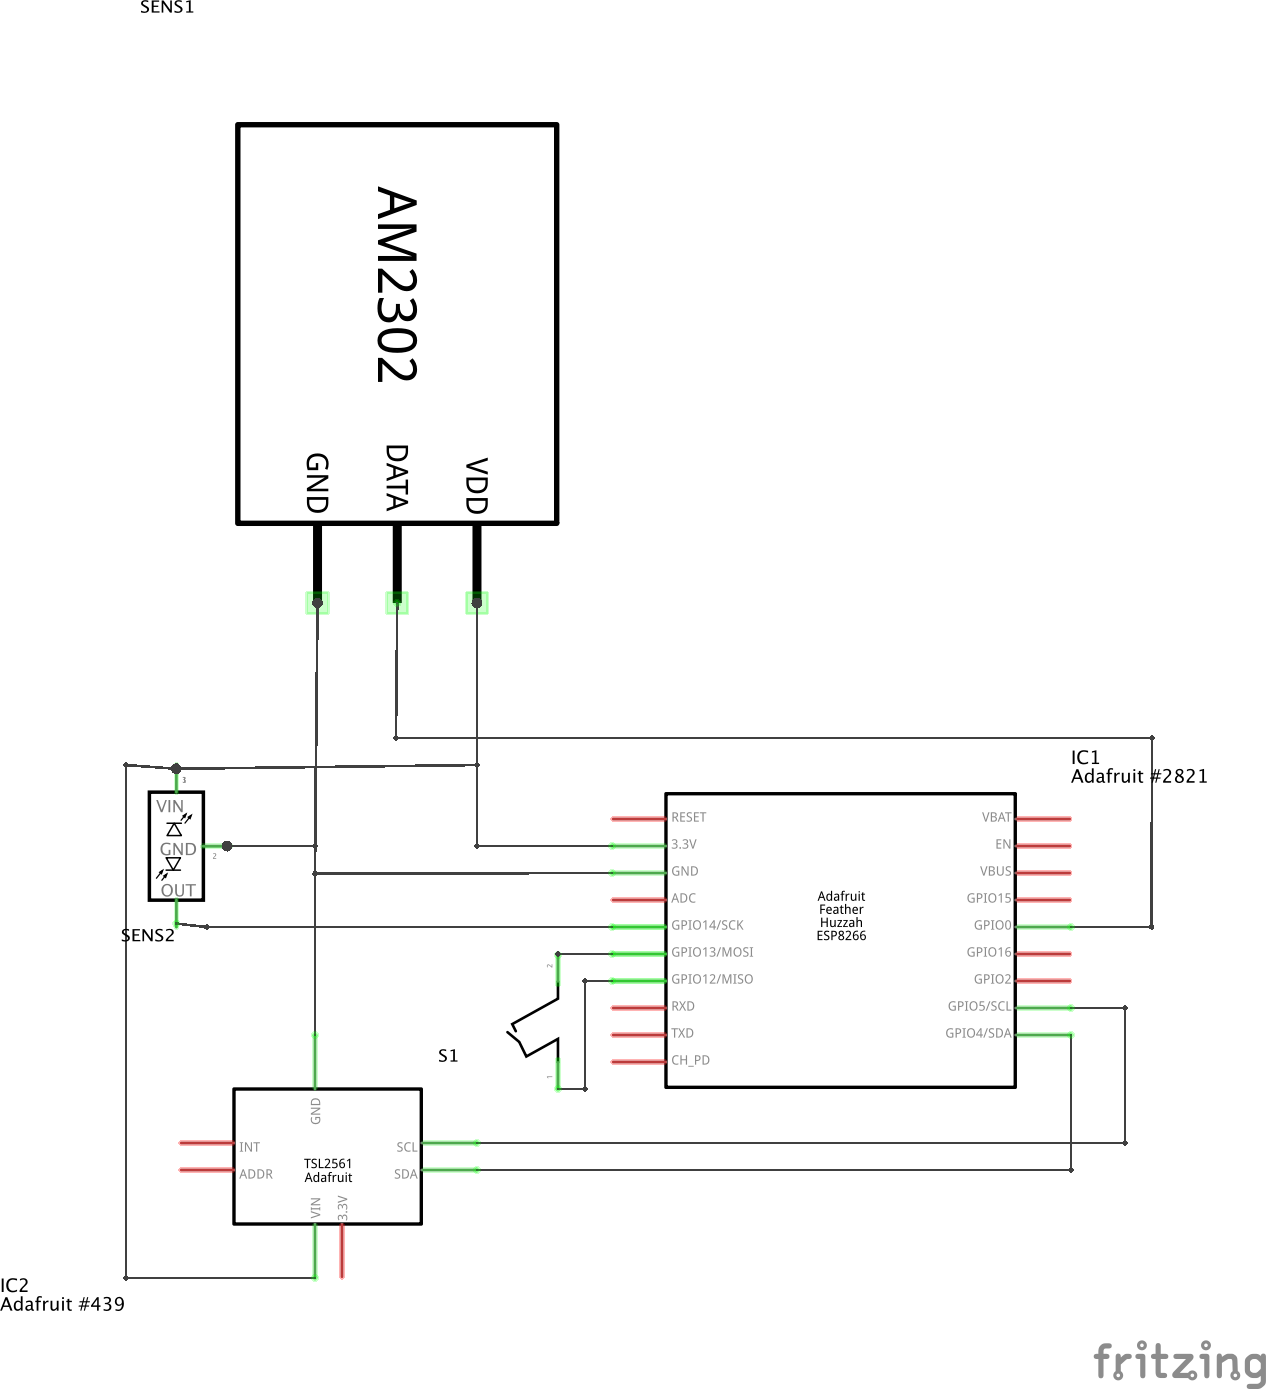 SENS1
AM2302
GND
DATA
VDD
IC1
Adafruit #2821
3
VIN
GND
2
OUT
SENS2
RESET
3.3V
GND
ADC
GPIO14/SCK
GPIO13/MOSI
GPIO12/MISO
RXD
TXD
CH_PD
Adafruit
Feather
Huzzah
ESP8266
VBAT
EN
VBUS
GPIO15
GPIO0
GPIO16
GPIO2
GPIO5/SCL
GPIO4/SDA
2
S1
1
GND
INT
ADDR
TSL2561
Adafruit
SCL
SDA
VIN
3.3V
IC2
Adafruit #439
fritzing